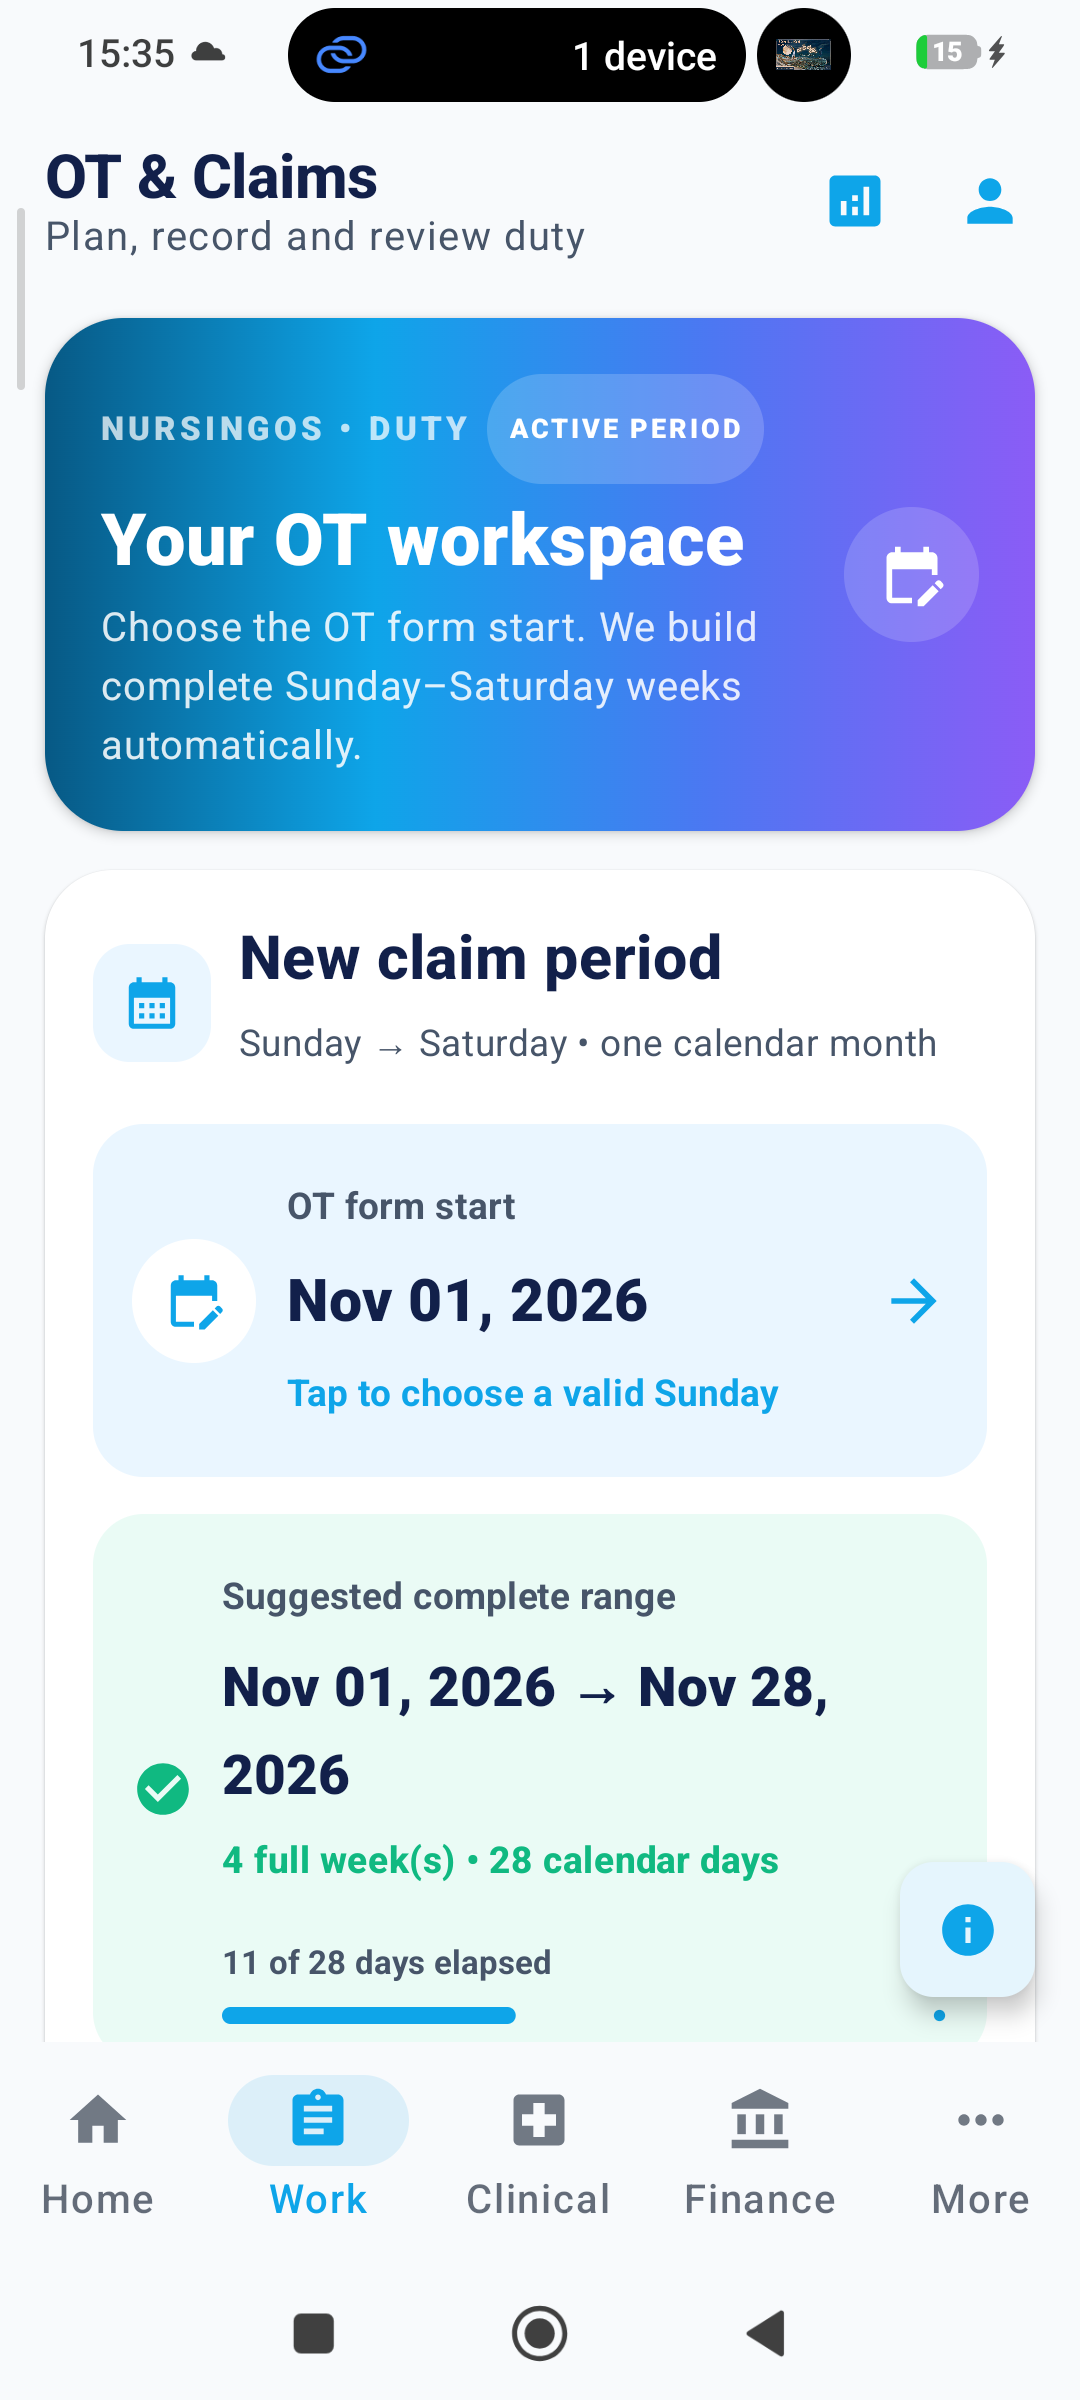 15:35
1 device
15
OT & Claims
Plan, record and review duty
NURSINGOS • DUTY
ACTIVE PERIOD
Your OT workspace
Choose the OT form start. We build
complete Sunday–Saturday weeks
automatically.
New claim period
Sunday → Saturday • one calendar month
OT form start
Nov 01, 2026
Tap to choose a valid Sunday
Suggested complete range
Nov 01, 2026 → Nov 28,
2026
4 full week(s) • 28 calendar days
11 of 28 days elapsed
Home
Work
Clinical
Finance
More